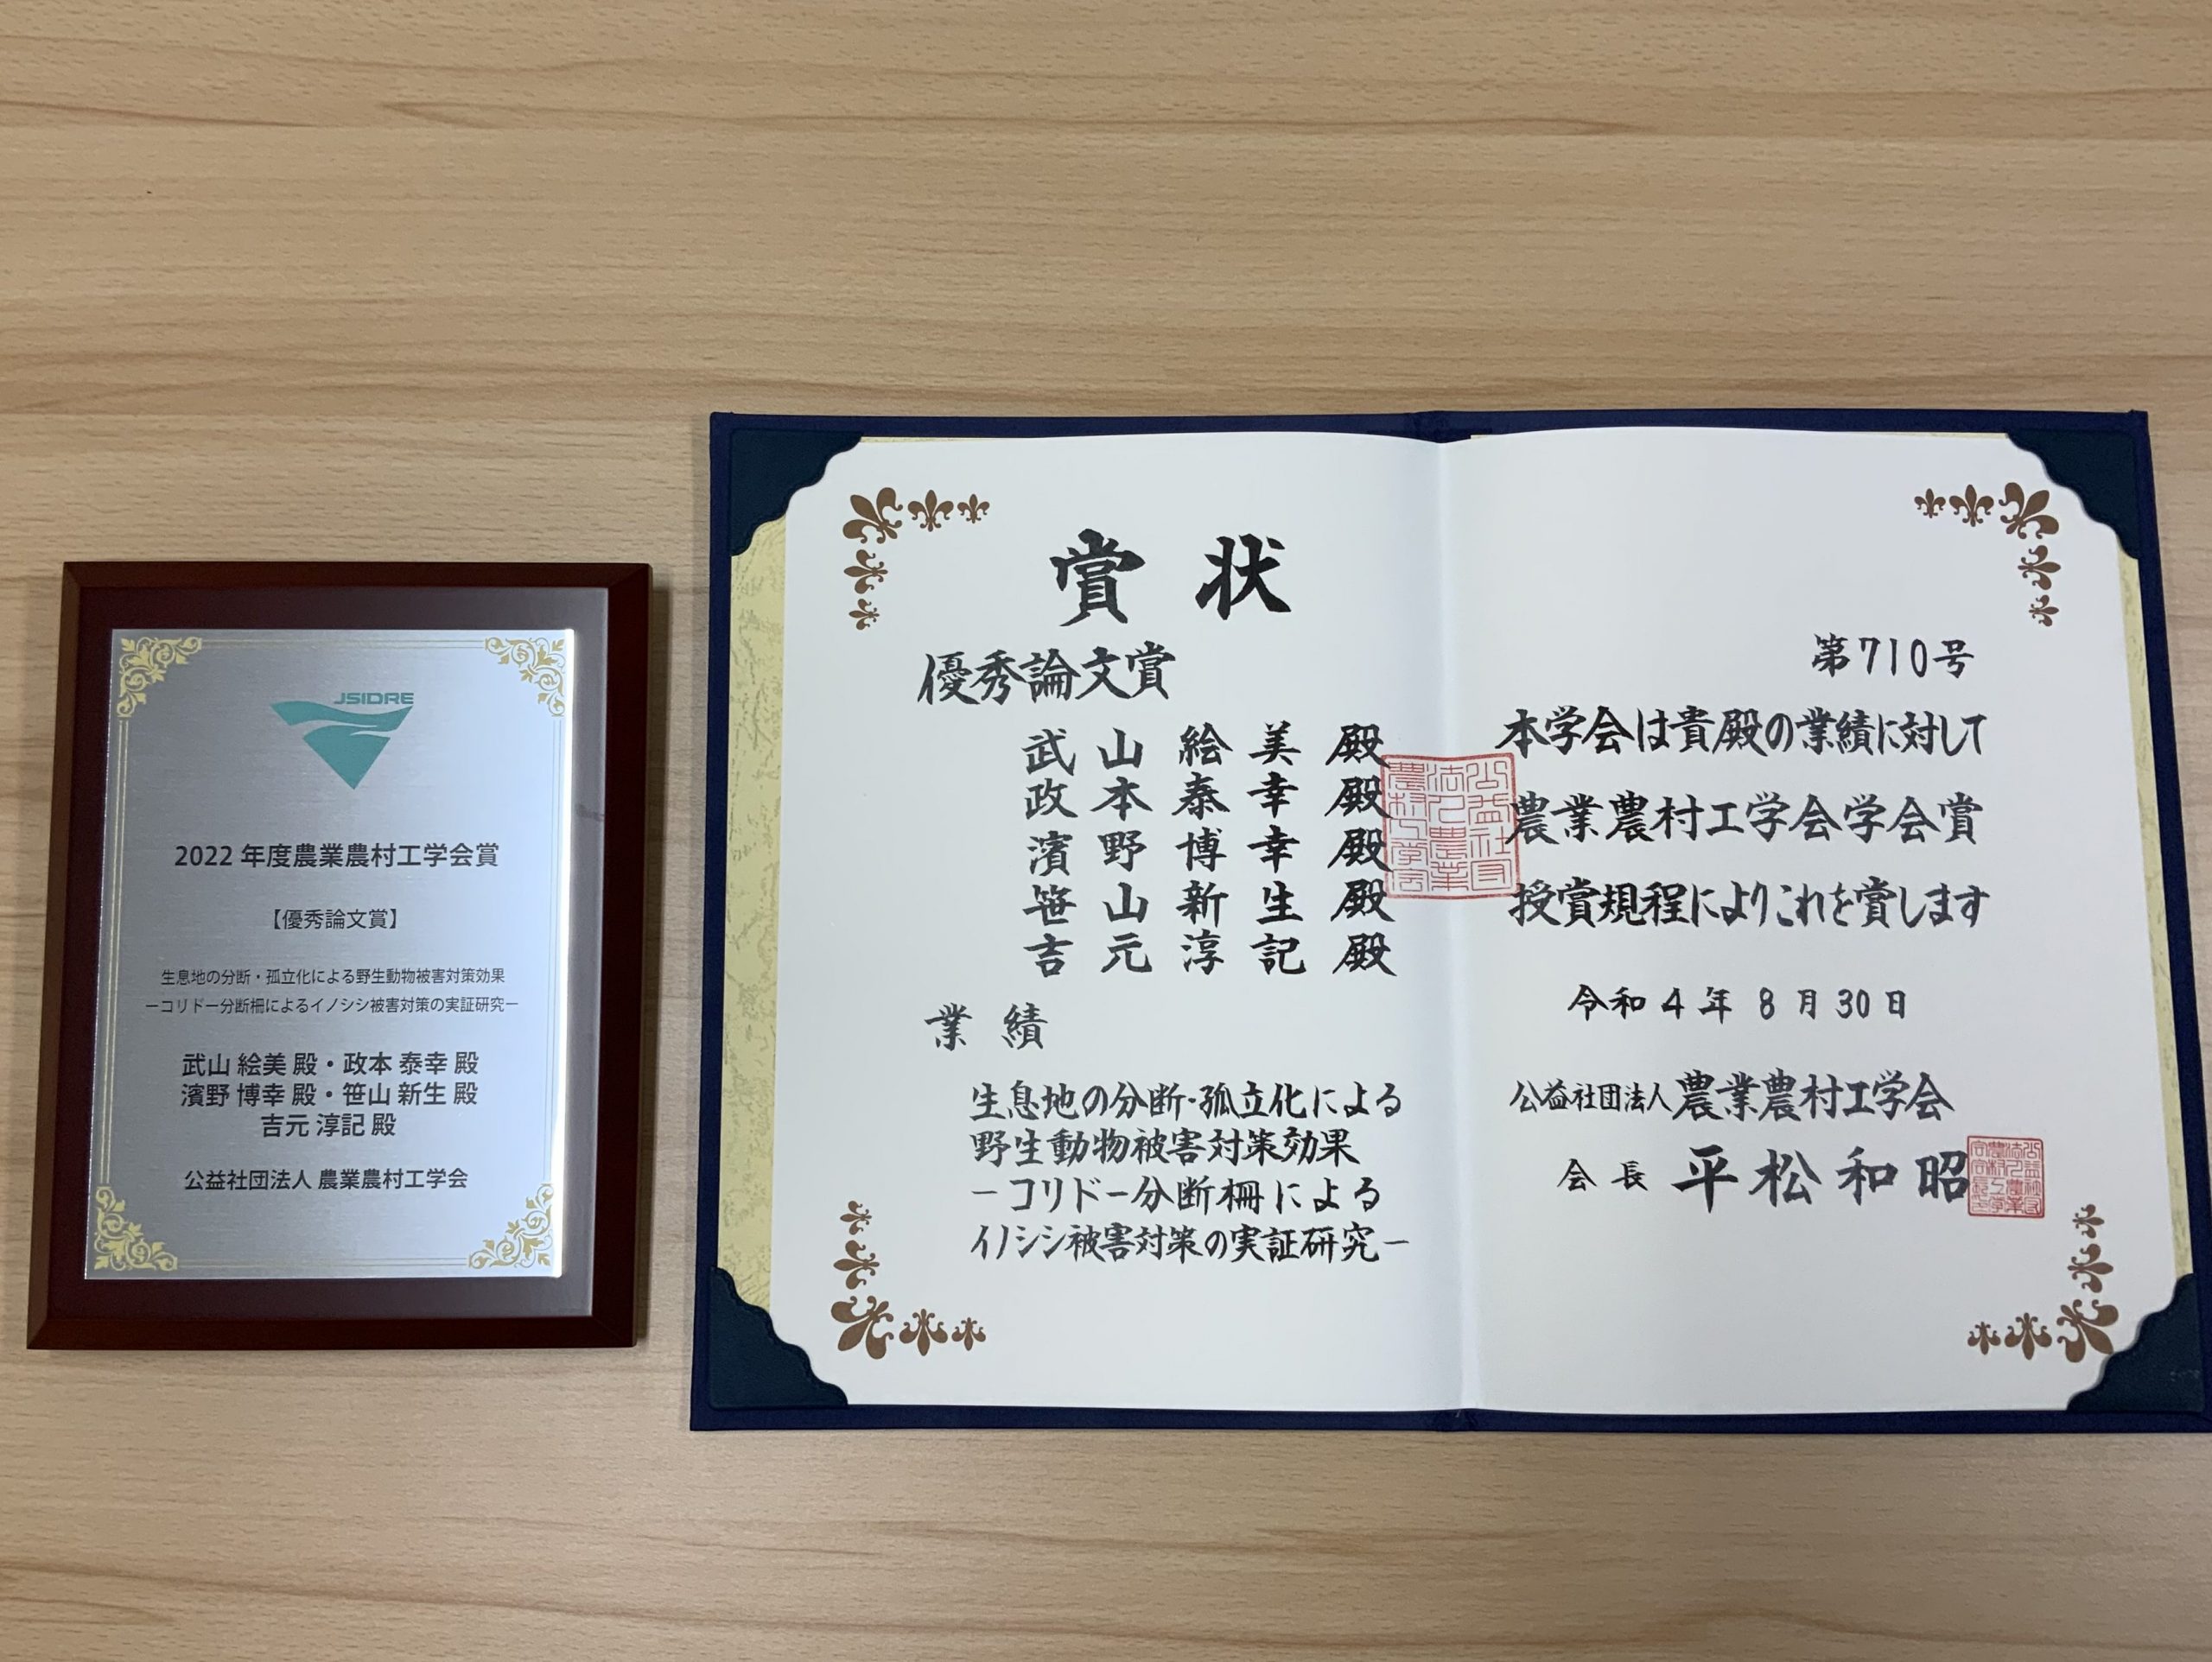 JSIDRE
2022 年度農業農村工学会賞
【優秀論文賞】
生息地の分断・孤立化による野生動物被害対策効果
ーコリドー分断柵によるイノシシ被害対策の実証研究ー
武山 絵美 殿・政本 泰幸 殿
濱野 博幸 殿・笹山 新生 殿
吉元 淳記 殿
公益社団法人 農業農村工学会
賞状
優秀論文賞
武山絵美殿
政本泰幸殿
濱野博幸殿
笹山新生殿
吉元淳記殿
業績
生息地の分断・孤立化による
野生動物被害対策効果
ーコリドー分断柵による
イノシシ被害対策の実証研究ー
第710号
本学会は貴殿の業績に対して
農業農村工学会学会賞
授賞規程によりこれを賞します
令和4年8月30日
公益社団法人農業農村工学会
会長 平松和昭